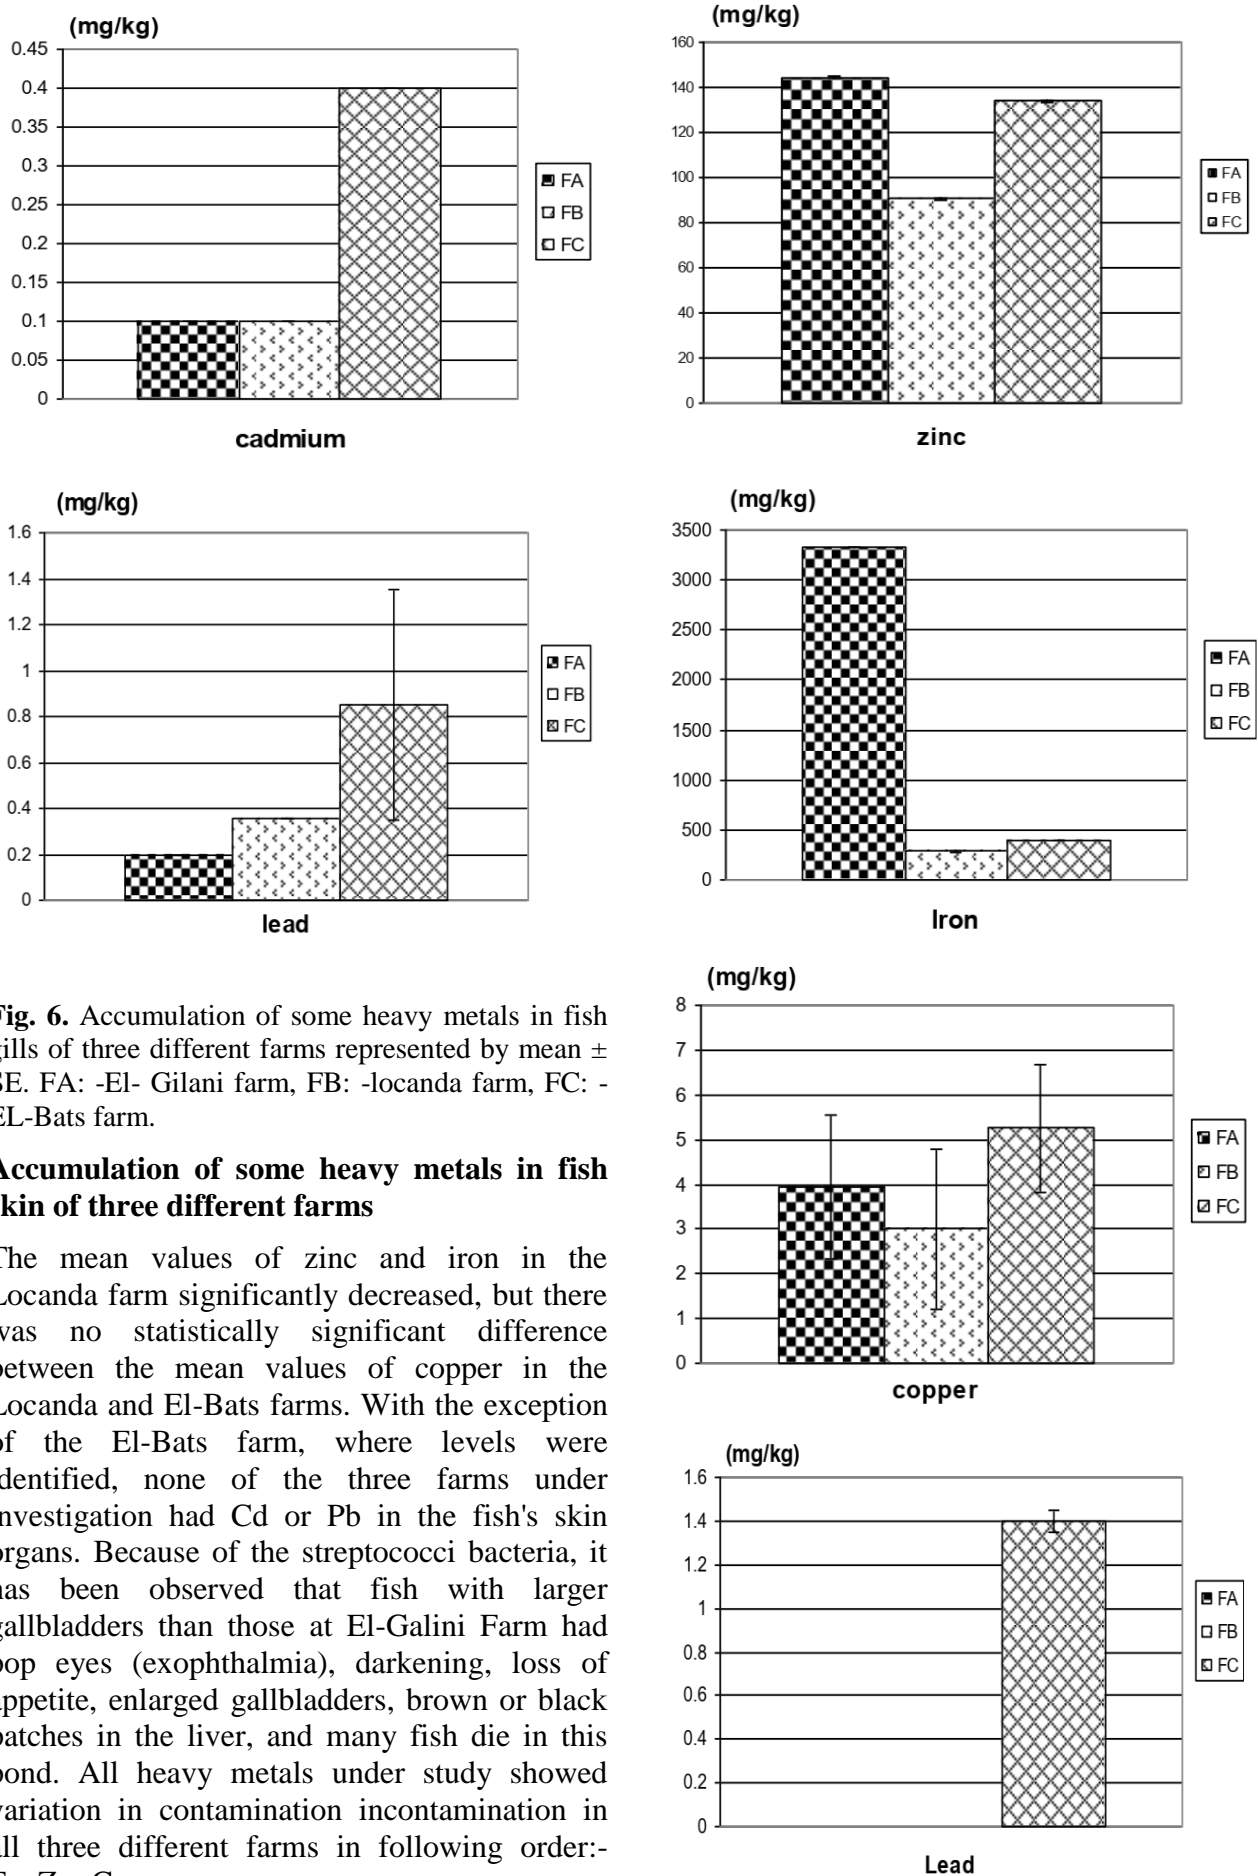 (mg/kg)
0.45
0.4
0.35
0.3
0.25
0.2
0.15
0.1
0.05
0
FA
FB
FC
cadmium
(mg/kg)
1.6
1.4
1.2
1
0.8
0.6
0.4
0.2
0
FA
FB
FC
lead
Fig. 6. Accumulation of some heavy metals in fish
gills of three different farms represented by mean ±
SE. FA: -El- Gilani farm, FB: -locanda farm, FC: -
EL-Bats farm.
Accumulation of some heavy metals in fish
skin of three different farms
The mean values of zinc and iron in the
Locanda farm significantly decreased, but there
was no statistically significant difference
between the mean values of copper in the
Locanda and El-Bats farms. With the exception
of the El-Bats farm, where levels were
identified, none of the three farms under
investigation had Cd or Pb in the fish's skin
organs. Because of the streptococci bacteria, it
has been observed that fish with larger
gallbladders than those at El-Galini Farm had
pop eyes (exophthalmia), darkening, loss of
appetite, enlarged gallbladders, brown or black
patches in the liver, and many fish die in this
pond. All heavy metals under study showed
variation in contamination incontamination in
all three different farms in following order:-
(mg/kg)
160
140
120
100
80
60
40
20
0
FA
FB
FC
zinc
(mg/kg)
3500
3000
2500
2000
1500
1000
500
0
FA
FB
FC
Iron
(mg/kg)
8
7
6
5
4
3
2
1
0
FA
FB
FC
copper
(mg/kg)
1.6
1.4
1.2
1
0.8
0.6
0.4
0.2
0
FA
FB
FC
Lead